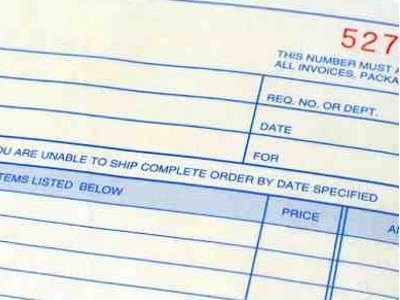 527
THIS NUMBER MUST A
ALL INVOICES, PACKA
REQ. NO. OR DEPT.
DATE
FOR
OU ARE UNABLE TO SHIP COMPLETE ORDER BY DATE SPECIFIED
TEMS LISTED BELOW
PRICE
A